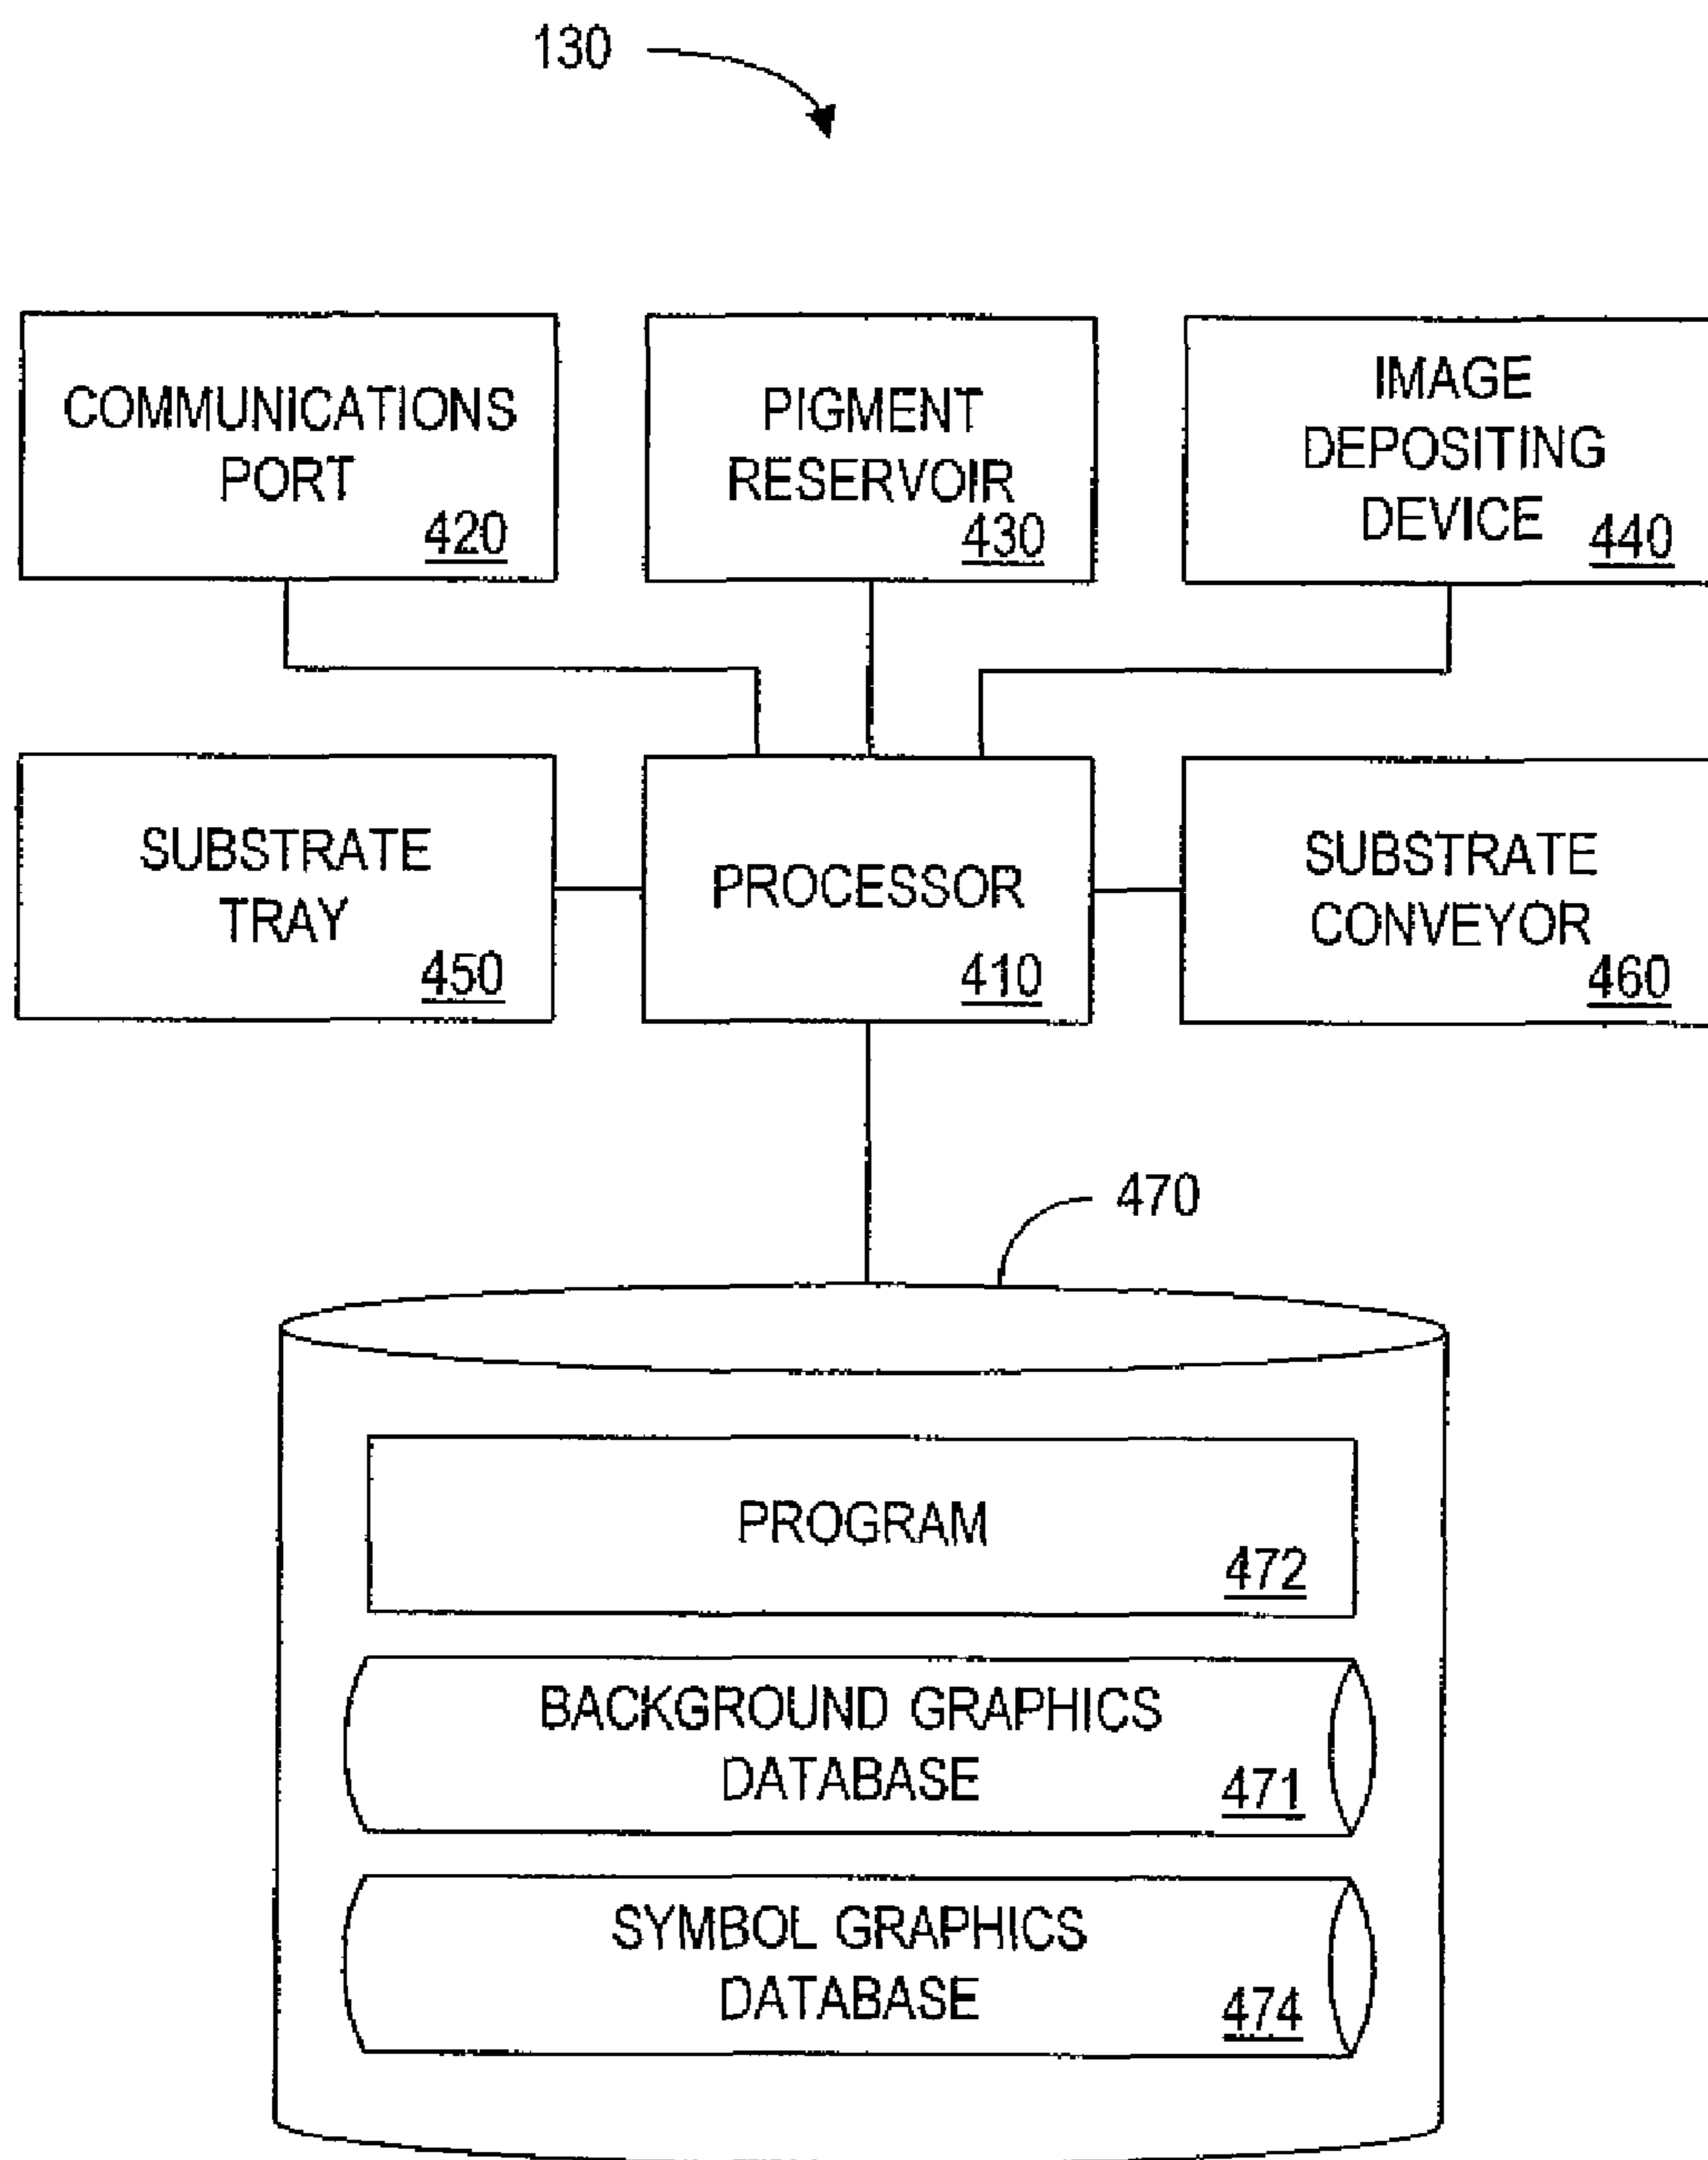 130
COMMUNICATIONS
PORT
420
PIGMENT
RESERVOIR
430
IMAGE
DEPOSITING
DEVICE
440
SUBSTRATE
TRAY
450
PROCESSOR
410
SUBSTRATE
CONVEYOR
460
470
PROGRAM
472
BACKGROUND GRAPHICS
DATABASE
471
SYMBOL GRAPHICS
DATABASE
474